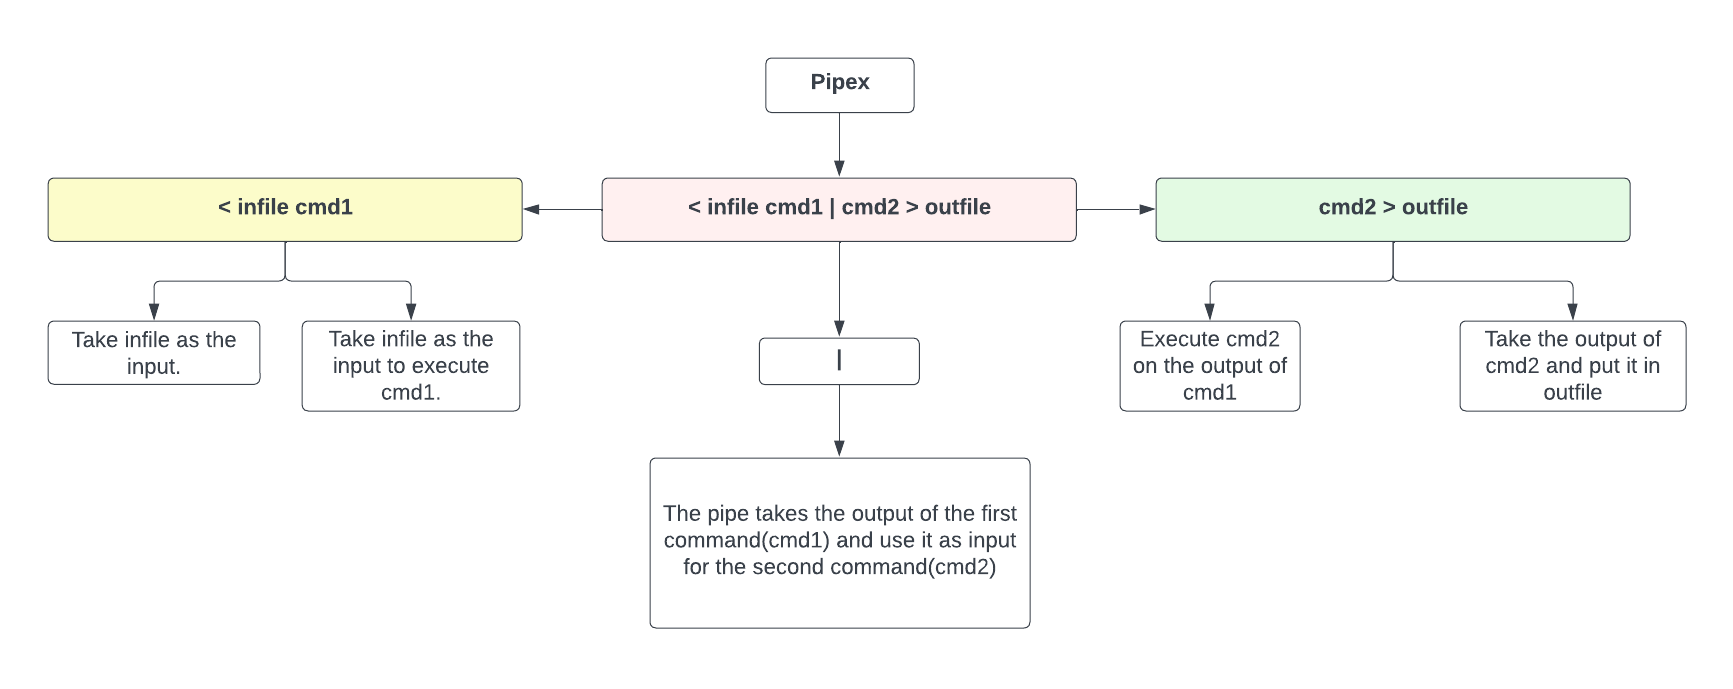 Pipex
< infile cmd1
< infile cmd1 | cmd2 > outfile
cmd2 > outfile
Take infile as the
input.
Take infile as the
input to execute
cmd1.
|
Execute cmd2
on the output of
cmd1
Take the output of
cmd2 and put it in
outfile
The pipe takes the output of the first
command(cmd1) and use it as input
for the second command(cmd2)